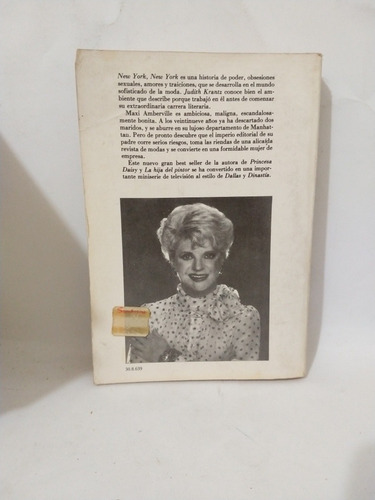 New York, New York es una historia de poder, obsesiones
sexuales, amores y traiciones, que se desarrolla en el mundo
sofisticado de la moda. Judith Krantz conoce bien el am-
biente que describe porque trabajó en él antes de comenzar
su extraordinaria carrera literaria.
Maxi Amberville es ambiciosa, maligna, escandalosa-
mente bonita. A los veintinueve años ya ha descartado dos
maridos, y se aburre en su lujoso departamento de Manhat-
tan. Pero de pronto descubre que el imperio editorial de su
padre corre serios riesgos, toma las riendas de una alicaída
revista de modas y se convierte en una formidable mujer de
empresa.
Este nuevo gran best seller de la autora de Princesa
Daisy y La hija del pintor se ha convertido en una impor-
tante miniserie de televisión al estilo de Dallas y Dinastía.